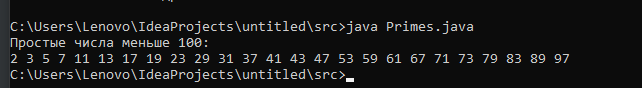 C:\Users\Lenovo\IdeaProjects\untitled\src>java Primes.java
Простые числа меньше 100:
2 3 5 7 11 13 17 19 23 29 31 37 41 43 47 53 59 61 67 71 73 79 83 89 97
C:\Users\Lenovo\IdeaProjects\untitled\src>